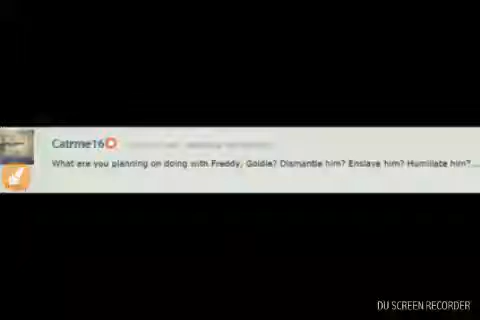 Catrme16
What are you planning on doing with Freddy, Goldie? Dismantle him? Enslave him? Humiliate him?...
DU SCREEN RECORDER